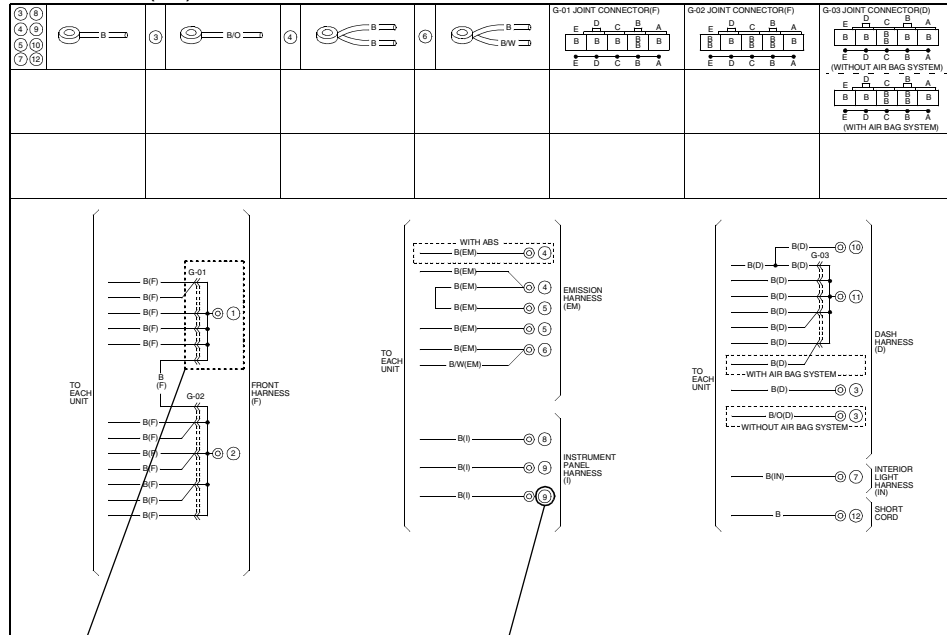 3 8
4 9
5 10
7 12
B
3
B/O
4
B
B
6
B
B/W
G-01 JOINT CONNECTOR(F)
E D C B A
B B B B B B
E D C B A
G-02 JOINT CONNECTOR(F)
E D C B A
B B B B B B B
E D C B A
G-03 JOINT CONNECTOR(D)
E D C B A
B B B B B B
E D C B A
(WITHOUT AIR BAG SYSTEM)
E D C B A
B B B B B B B
E D C B A
(WITH AIR BAG SYSTEM)
G-01
B(F)
B(F)
B(F) 1
B(F)
B(F)
B
(F)
TO
EACH
UNIT
FRONT
HARNESS
(F)
G-02
B(F)
B(F)
B(F) 2
B(F)
B(F)
B(F)
B(F)
WITH ABS
B(EM) 4
B(EM)
B(EM) 4
B(EM) 5
B(EM) 5
B(EM) 6
B/W(EM)
TO
EACH
UNIT
EMISSION
HARNESS
(EM)
B(I) 8
B(I) 9
B(I) 9
INSTRUMENT
PANEL
HARNESS
(I)
B(D) 10
G-03
B(D) B(D)
B(D)
B(D) 11
B(D)
B(D)
B(D)
B(D)
WITH AIR BAG SYSTEM
B(D) 3
B/O(D) 3
WITHOUT AIR BAG SYSTEM
TO
EACH
UNIT
DASH
HARNESS
(D)
B(IN) 7
INTERIOR
LIGHT
HARNESS
(IN)
B 12
SHORT
CORD